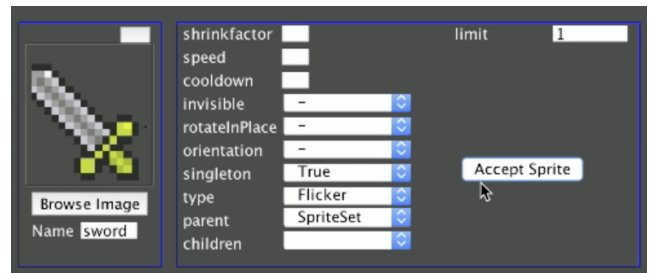 shrinkfactor
limit 1
speed
cooldown
invisible -
rotateInPlace -
orientation -
singleton True
Accept Sprite
type Flicker
parent SpriteSet
children
Browse Image
Name sword